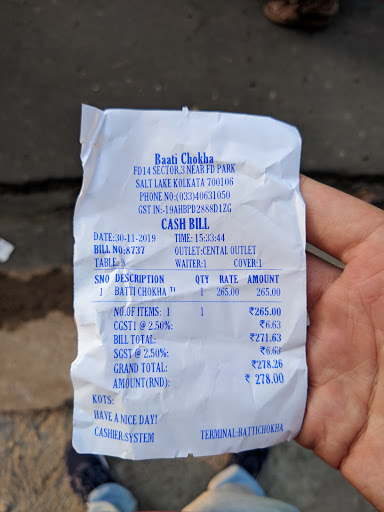 Baati Chokha
FD14 SECTOR,3 NEAR FD PARK
SALT LAKE KOLKATA 700106
PHONE NO:(033)40631050
GST IN:-19AHBPD2888D1ZG
CASH BILL
DATE:30-11-2019 TIME: 15:33:44
BILL NO:8737 OUTLET:CENTAL OUTLET
TABLE: 3 WAITER:1 COVER:1
SNO DESCRIPTION QTY RATE AMOUNT
1 BATTI CHOKHA T1 1 265.00 265.00
NO.OF ITEMS: 1 1 ₹265.00
CGST1 @ 2.50%: ₹6.63
BILL TOTAL: ₹271.63
SGST @ 2.50%: ₹6.63
GRAND TOTAL: ₹278.26
AMOUNT(RND): ₹ 278.00
KOTS:
HAVE A NICE DAY!
CASHIER:SYSTEM TERMINAL:BATTICHOKHA